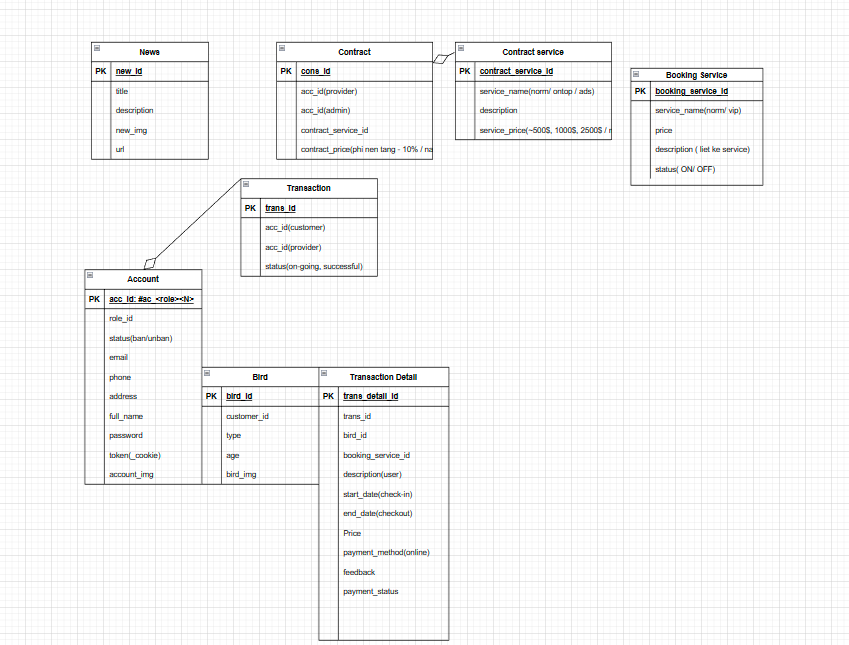 News
PK new_id
title
description
new_img
url
Contract
PK cons_id
acc_id(provider)
acc_id(admin)
contract_service_id
contract_price(phi nen tang - 10% / na
Contract service
PK contract_service_id
service_name(norm/ ontop / ads)
description
service_price(~500$, 1000$, 2500$ / r
Booking Service
PK booking_service_id
service_name(norm/ vip)
price
description ( liet ke service)
status( ON/ OFF)
Transaction
PK trans_id
acc_id(customer)
acc_id(provider)
status(on-going, successful)
Account
PK acc_id: #ac_<role><N>
role_id
status(ban/unban)
email
phone
address
full_name
password
token(_cookie)
account_img
Bird
PK bird_id
customer_id
type
age
bird_img
Transaction Detail
PK trans_detail_id
trans_id
bird_id
booking_service_id
description(user)
start_date(check-in)
end_date(checkout)
Price
payment_method(online)
feedback
payment_status